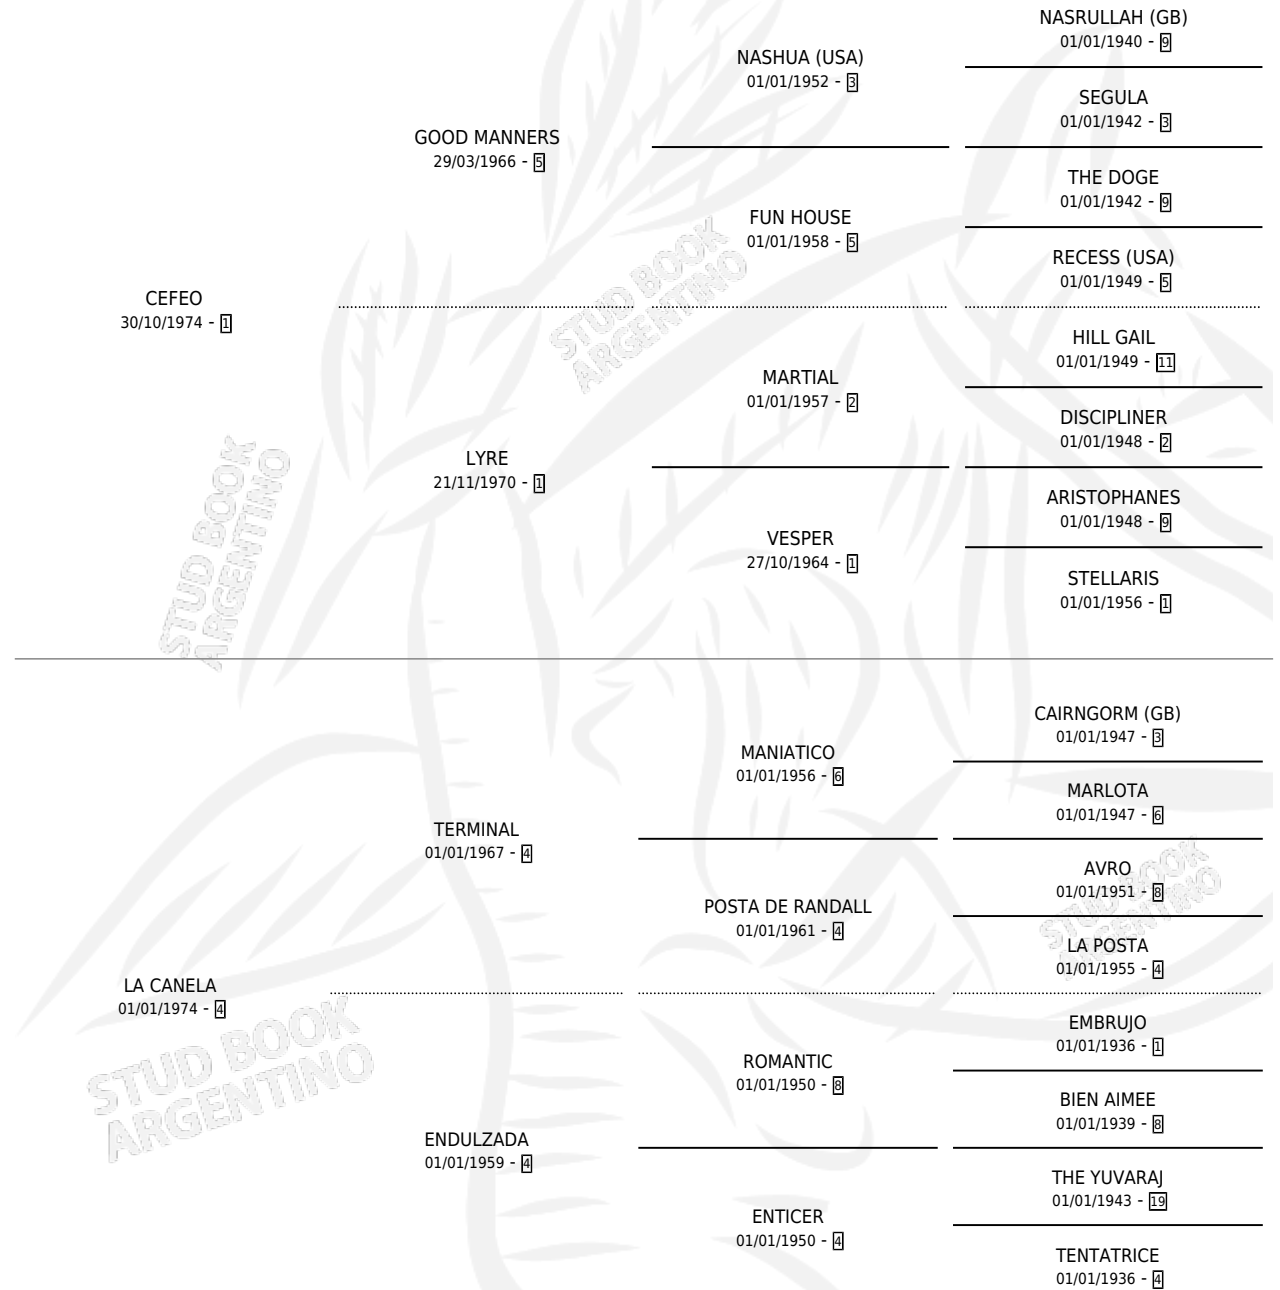 NASRULLAH (GB)
01/01/1940 - 9
NASHUA (USA)
01/01/1952 - 3
SEGULA
01/01/1942 - 3
GOOD MANNERS
29/03/1966 - 5
THE DOGE
01/01/1942 - 9
FUN HOUSE
01/01/1958 - 5
RECESS (USA)
01/01/1949 - 5
CEFEO
30/10/1974 - 1
HILL GAIL
01/01/1949 - 11
MARTIAL
01/01/1957 - 2
DISCIPLINER
01/01/1948 - 2
LYRE
21/11/1970 - 1
ARISTOPHANES
01/01/1948 - 9
VESPER
27/10/1964 - 1
STELLARIS
01/01/1956 - 1
CAIRNGORM (GB)
01/01/1947 - 3
MANIATICO
01/01/1956 - 6
MARLOTA
01/01/1947 - 6
TERMINAL
01/01/1967 - 4
AVRO
01/01/1951 - 8
POSTA DE RANDALL
01/01/1961 - 4
LA POSTA
01/01/1955 - 4
LA CANELA
01/01/1974 - 4
EMBRUJO
01/01/1936 - 1
ROMANTIC
01/01/1950 - 8
BIEN AIMEE
01/01/1939 - 8
ENDULZADA
01/01/1959 - 4
THE YUVARAJ
01/01/1943 - 19
ENTICER
01/01/1950 - 4
TENTATRICE
01/01/1936 - 4
STUD BOOK
ARGENTINO
STUD BOOK
ARGENTINO
STUD BOOK
ARGENTINO
STUD BOOK
ARGENTINO